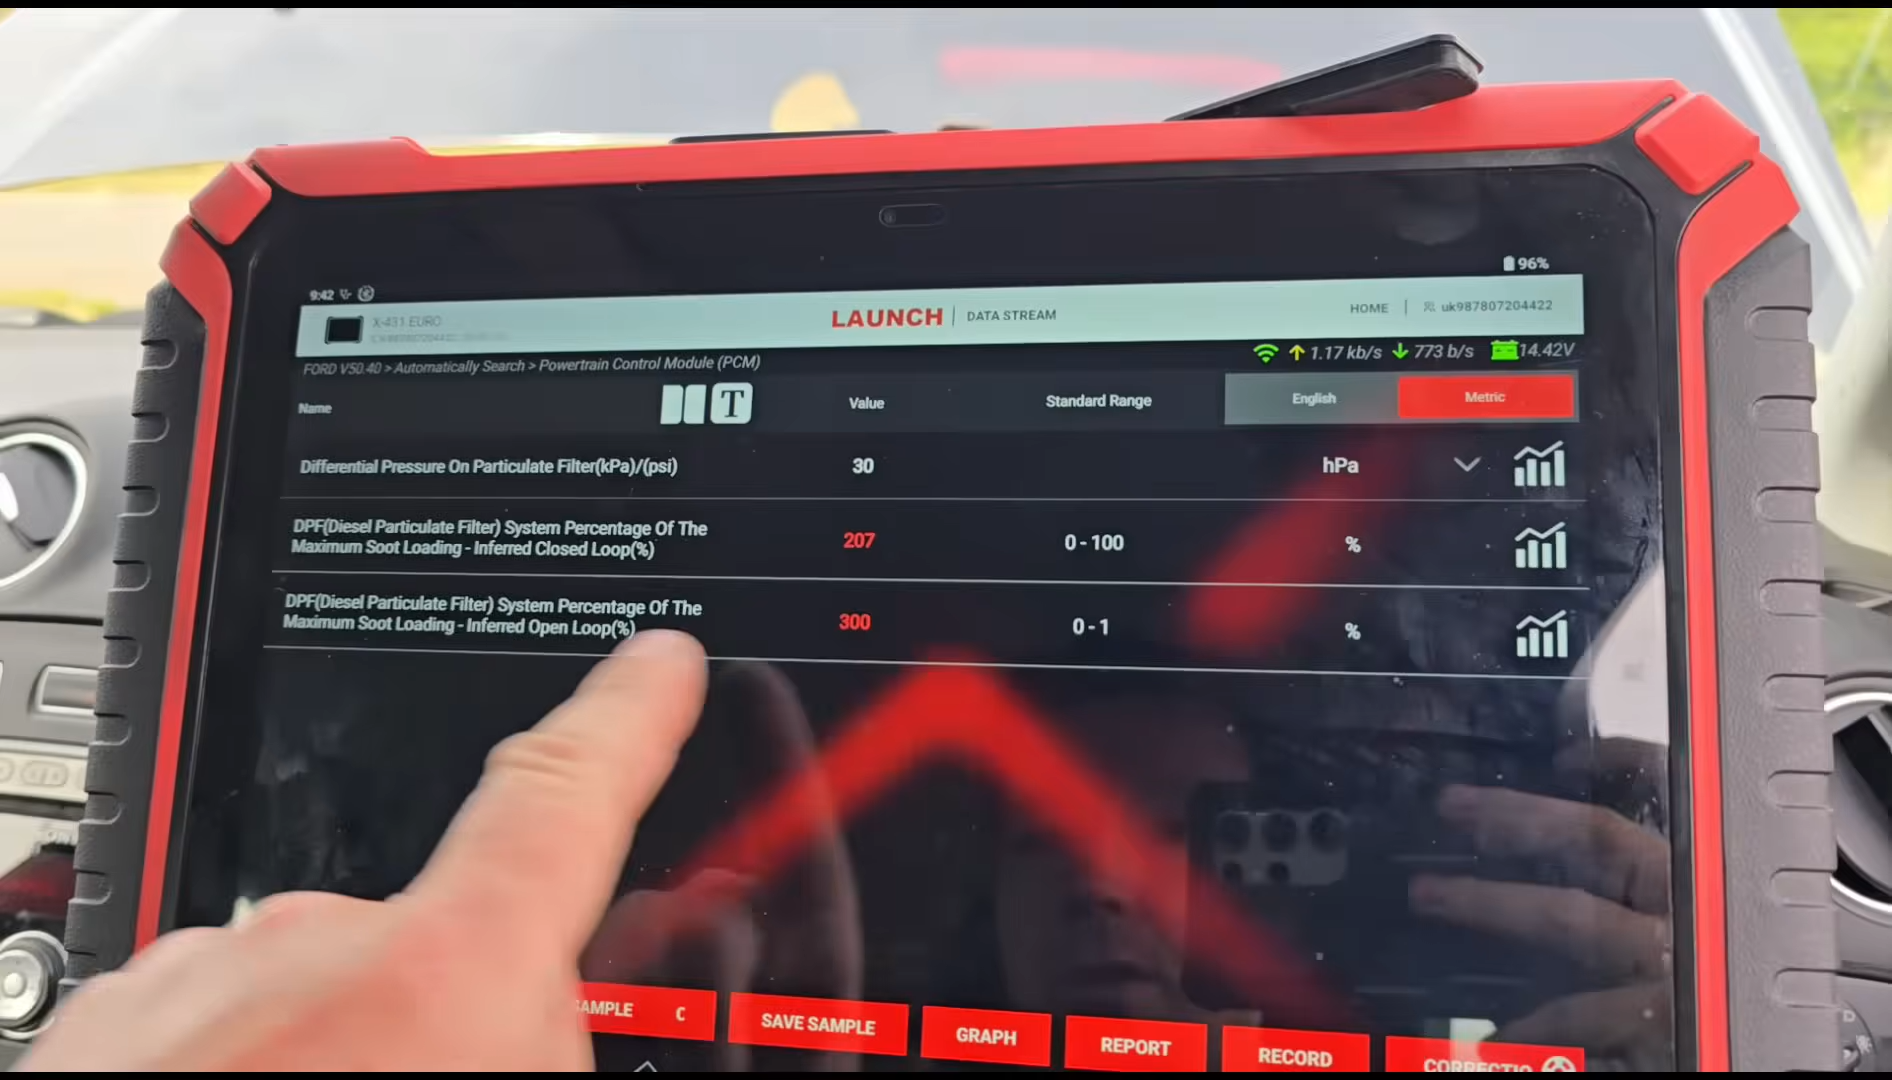 96%
9:42
X-431 EURO
LAUNCH | DATA STREAM
HOME | uk987807204422
FORD V50.40 > Automatically Search > Powertrain Control Module (PCM)
1.17 kb/s 773 b/s 14.42V
Name T Value Standard Range English Metric
Differential Pressure On Particulate Filter(kPa)/(psi) 30 hPa
DPF(Diesel Particulate Filter) System Percentage Of The
Maximum Soot Loading - Inferred Closed Loop(%) 207 0 - 100 %
DPF(Diesel Particulate Filter) System Percentage Of The
Maximum Soot Loading - Inferred Open Loop(%) 300 0 - 1 %
AMPLE C SAVE SAMPLE GRAPH REPORT RECORD CORRECTIO